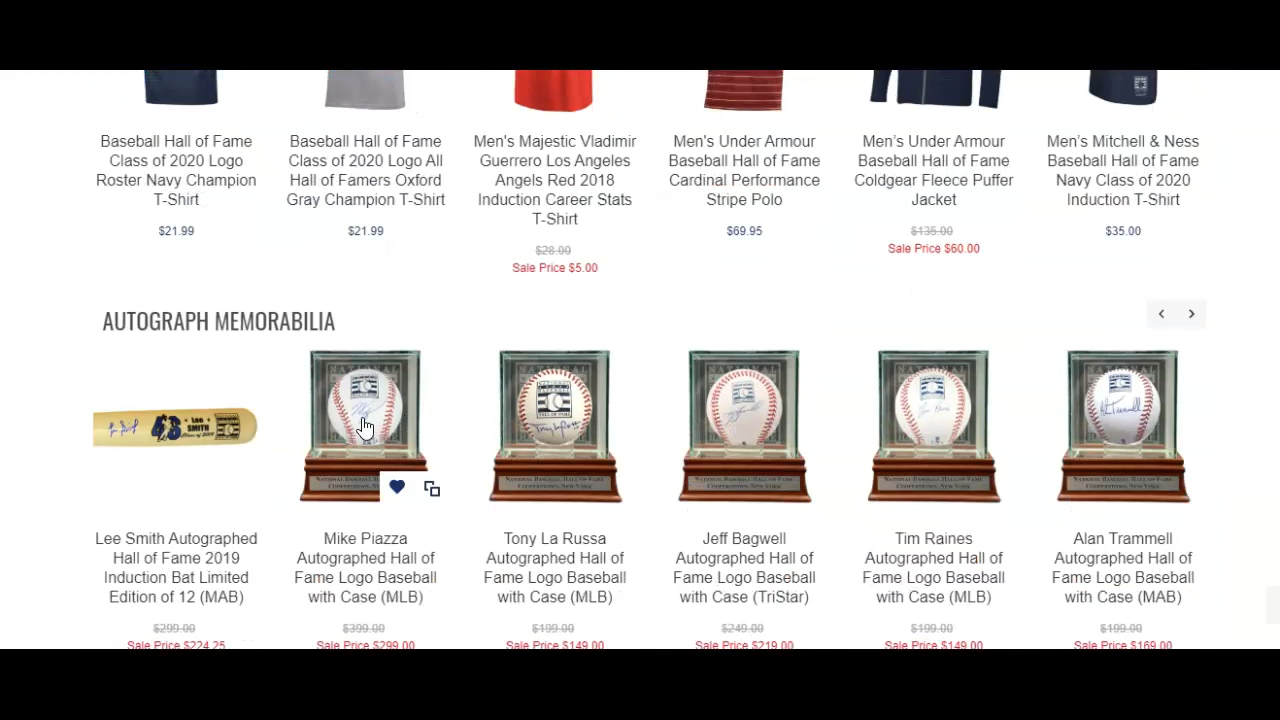 Baseball Hall of Fame
Class of 2020 Logo
Roster Navy Champion
T-Shirt
$21.99
Baseball Hall of Fame
Class of 2020 Logo All
Hall of Famers Oxford
Gray Champion T-Shirt
$21.99
Men's Majestic Vladimir
Guerrero Los Angeles
Angels Red 2018
Induction Career Stats
T-Shirt
$28.00
Sale Price $5.00
Men's Under Armour
Baseball Hall of Fame
Cardinal Performance
Stripe Polo
$69.95
Men’s Under Armour
Baseball Hall of Fame
Coldgear Fleece Puffer
Jacket
$135.00
Sale Price $60.00
Men’s Mitchell & Ness
Baseball Hall of Fame
Navy Class of 2020
Induction T-Shirt
$35.00
AUTOGRAPH MEMORABILIA
LEE
SMITH
Lee Smith Autographed
Hall of Fame 2019
Induction Bat Limited
Edition of 12 (MAB)
$299.00
Sale Price $224.25
Mike Piazza
Autographed Hall of
Fame Logo Baseball
with Case (MLB)
$399.00
Sale Price $299.00
Tony La Russa
Autographed Hall of
Fame Logo Baseball
with Case (MLB)
$199.00
Sale Price $149.00
Jeff Bagwell
Autographed Hall of
Fame Logo Baseball
with Case (TriStar)
$249.00
Sale Price $219.00
Tim Raines
Autographed Hall of
Fame Logo Baseball
with Case (MLB)
$199.00
Sale Price $149.00
Alan Trammell
Autographed Hall of
Fame Logo Baseball
with Case (MAB)
$199.00
Sale Price $169.00